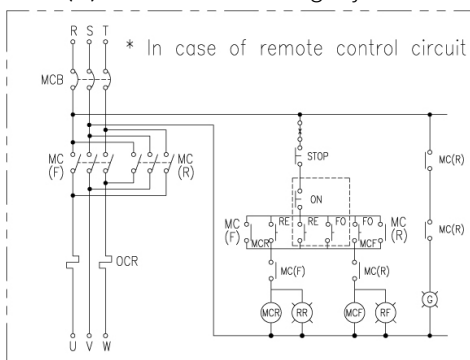 R S T
* In case of remote control circuit
MCB
MC
(F)
MC
(R)
OCR
U V W
STOP
ON
MC
(F)
RE
RE
FO
FO
MC
(R)
MCR
MCF
MC(F)
MC(R)
MCR
RR
MCF
RF
MC(R)
MC(R)
G